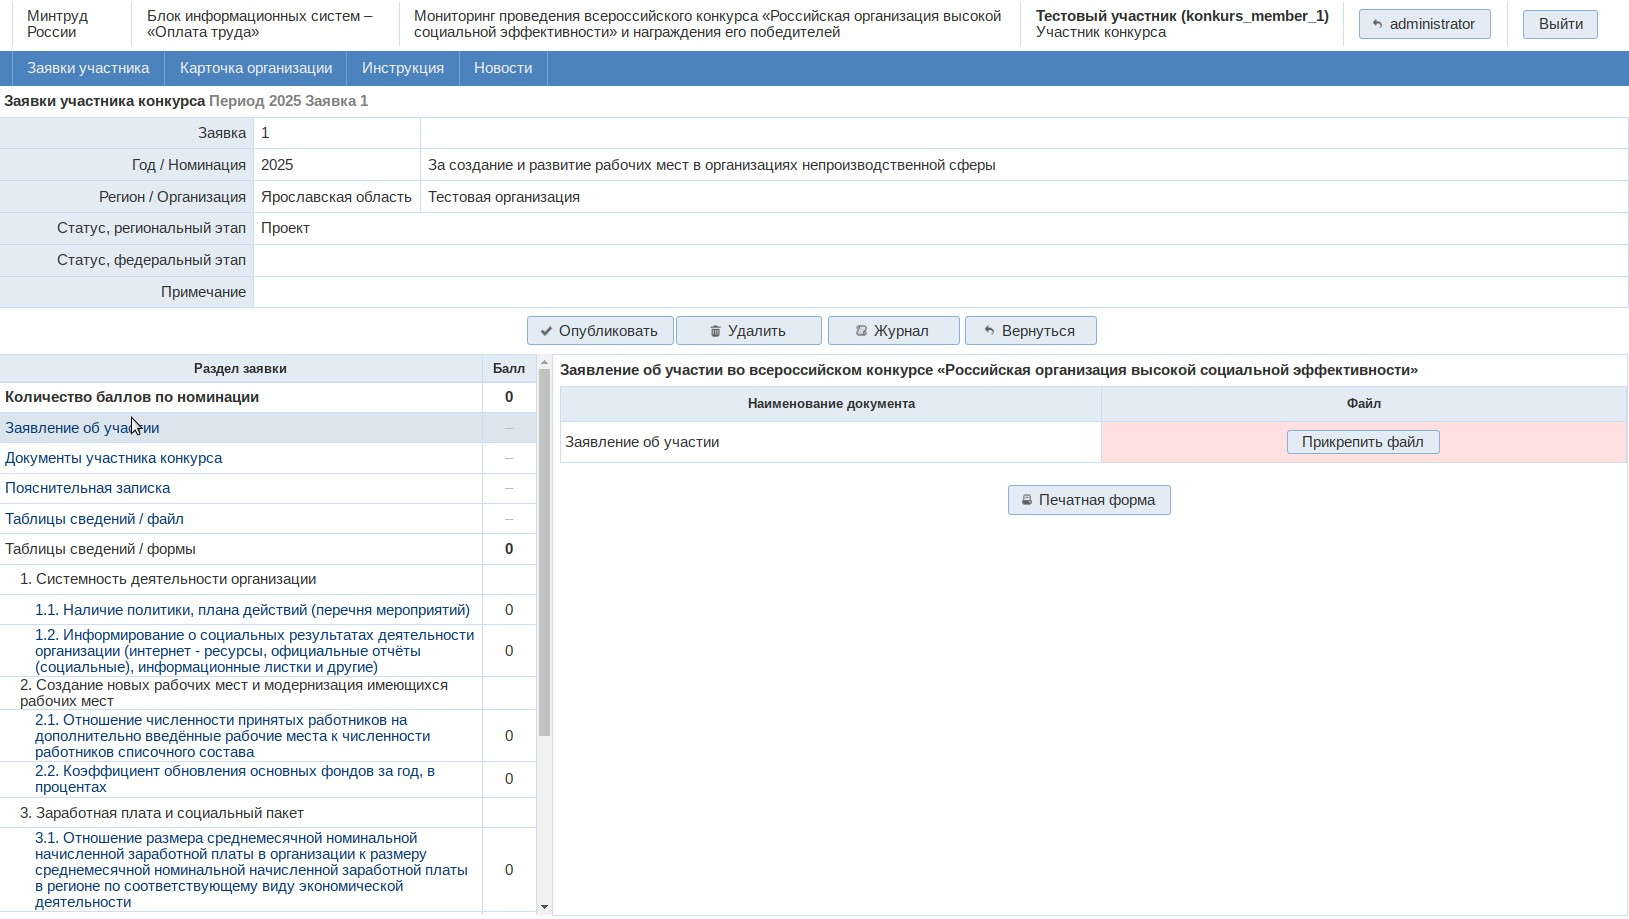 Минтруд
России
Блок информационных систем –
«Оплата труда»
Мониторинг проведения всероссийского конкурса «Российская организация высокой
социальной эффективности» и награждения его победителей
Тестовый участник (konkurs_member_1)
Участник конкурса
administrator
Выйти
Заявки участника
Карточка организации
Инструкция
Новости
Заявки участника конкурса Период 2025 Заявка 1
Заявка 1
Год / Номинация 2025 За создание и развитие рабочих мест в организациях непроизводственной сферы
Регион / Организация Ярославская область Тестовая организация
Статус, региональный этап Проект
Статус, федеральный этап
Примечание
Опубликовать
Удалить
Журнал
Вернуться
Раздел заявки Балл
Количество баллов по номинации 0
Заявление об участии –
Документы участника конкурса –
Пояснительная записка –
Таблицы сведений / файл –
Таблицы сведений / формы 0
1. Системность деятельности организации
1.1. Наличие политики, плана действий (перечня мероприятий) 0
1.2. Информирование о социальных результатах деятельности
организации (интернет - ресурсы, официальные отчёты 0
(социальные), информационные листки и другие)
2. Создание новых рабочих мест и модернизация имеющихся
рабочих мест
2.1. Отношение численности принятых работников на
дополнительно введённые рабочие места к численности 0
работников списочного состава
2.2. Коэффициент обновления основных фондов за год, в
процентах 0
3. Заработная плата и социальный пакет
3.1. Отношение размера среднемесячной номинальной
начисленной заработной платы в организации к размеру
среднемесячной номинальной начисленной заработной платы 0
в регионе по соответствующему виду экономической
деятельности
Заявление об участии во всероссийском конкурсе «Российская организация высокой социальной эффективности»
Наименование документа Файл
Заявление об участии Прикрепить файл
Печатная форма